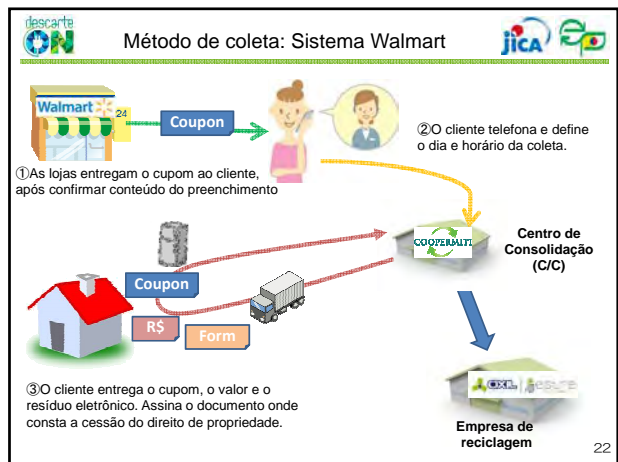 descarte
ON
Método de coleta: Sistema Walmart
jICA
Walmart
24
Coupon
②O cliente telefona e define
o dia e horário da coleta.
①As lojas entregam o cupom ao cliente,
após confirmar conteúdo do preenchimento
COOPERMITI
Centro de
Consolidação
(C/C)
Coupon
R$
Form
③O cliente entrega o cupom, o valor e o
resíduo eletrônico. Assina o documento onde
consta a cessão do direito de propriedade.
OXIL
Empresa de
reciclagem
22